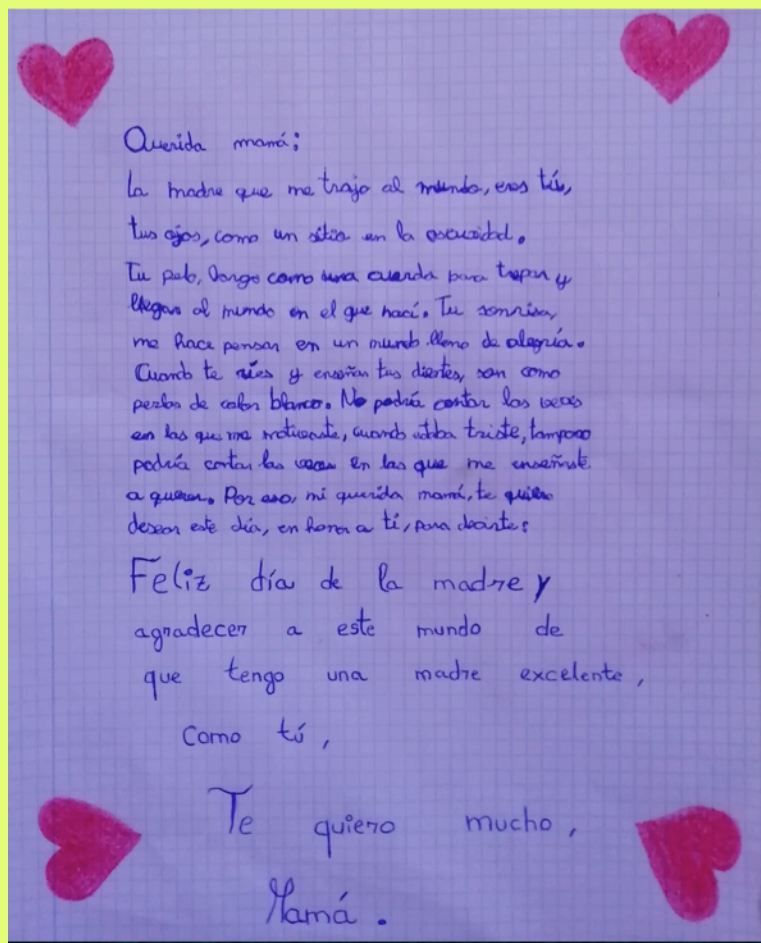 Querida mamá:
La madre que me trajo al mundo, eres tú,
tus ojos, como un sitio en la oscuridad.
Tu pelo, largo como una cuerda para trepar y
llegar al mundo en el que nací. Tu sonrisa,
me hace pensar en un mundo lleno de alegría.
Cuando te ríes y enseñas tus dientes, son como
perlas de color blanco. No podría contar las veces
en las que me motivaste, cuando estaba triste, tampoco
podría contar las veces en las que me enseñaste
a querer. Por eso, mi querida mamá, te quiero
desear este día, en honor a tí, para decirte:
Feliz día de la madre y
agradecer a este mundo de
que tengo una madre excelente,
como tú,
Te quiero mucho,
Mamá.